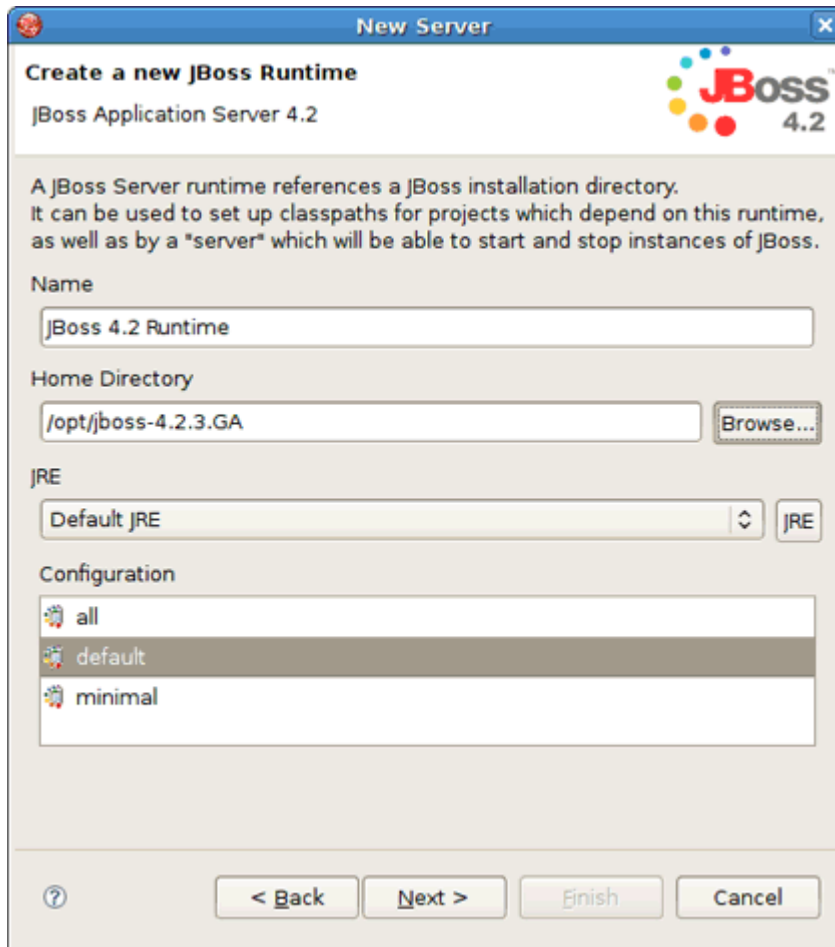 New Server
Create a new JBoss Runtime
JBoss Application Server 4.2
JBoss
4.2
A JBoss Server runtime references a JBoss installation directory.
It can be used to set up classpaths for projects which depend on this runtime,
as well as by a "server" which will be able to start and stop instances of JBoss.
Name
JBoss 4.2 Runtime
Home Directory
/opt/jboss-4.2.3.GA
Browse...
JRE
Default JRE
JRE
Configuration
all
default
minimal
?
< Back
Next >
Finish
Cancel